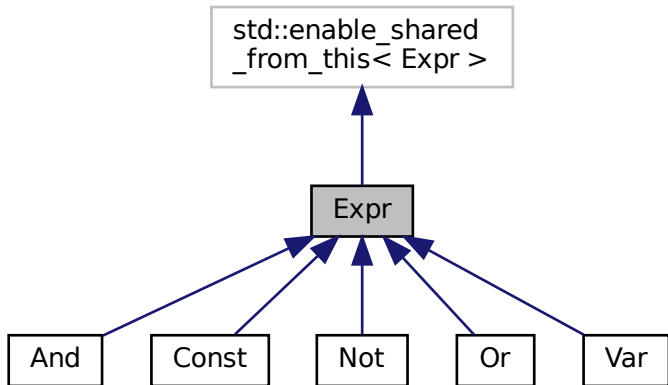 std::enable_shared
_from_this< Expr >
Expr
And
Const
Not
Or
Var